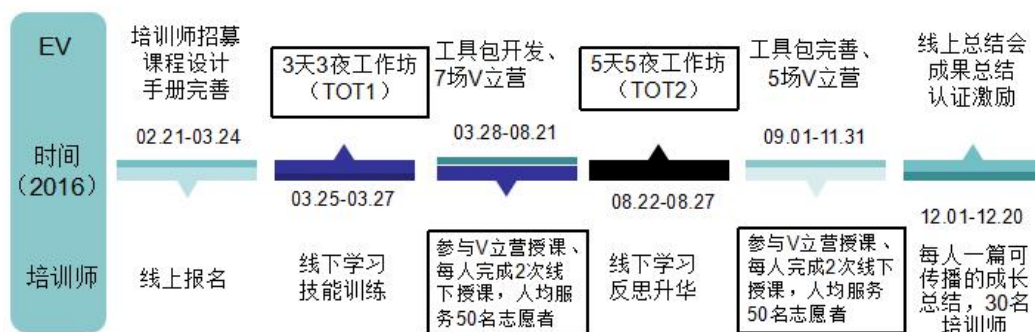 EV
培训师招募
课程设计
手册完善
3天3夜工作坊
（TOT1）
工具包开发、
7场V立营
5天5夜工作坊
（TOT2）
工具包完善、
5场V立营
线上总结会
成果总结
认证激励
时间
（2016）
02.21-03.24
03.25-03.27
03.28-08.21
08.22-08.27
09.01-11.31
12.01-12.20
培训师
线上报名
线下学习
技能训练
参与V立营授课、
每人完成2次线
下授课，人均服
务50名志愿者
线下学习
反思升华
参与V立营授课、
每人完成2次线下
授课，人均服务
50名志愿者
每人一篇可
传播的成长
总结，30名
培训师